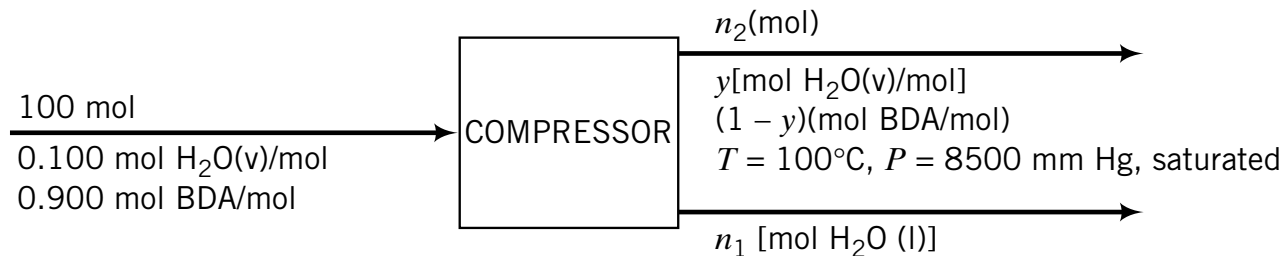 100 mol
0.100 mol H₂O(v)/mol
0.900 mol BDA/mol
COMPRESSOR
n₂(mol)
y[mol H₂O(v)/mol]
(1 – y)(mol BDA/mol)
T = 100°C, P = 8500 mm Hg, saturated
n₁ [mol H₂O (l)]